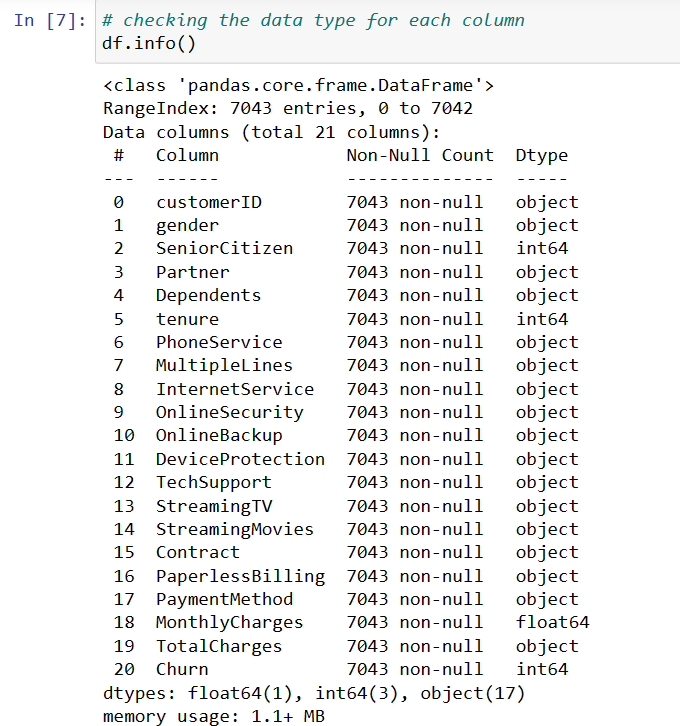 In [7]: # checking the data type for each column
df.info()
<class 'pandas.core.frame.DataFrame'>
RangeIndex: 7043 entries, 0 to 7042
Data columns (total 21 columns):
 #   Column            Non-Null Count  Dtype
---  ------            --------------  -----
 0   customerID        7043 non-null   object
 1   gender            7043 non-null   object
 2   SeniorCitizen     7043 non-null   int64
 3   Partner           7043 non-null   object
 4   Dependents        7043 non-null   object
 5   tenure            7043 non-null   int64
 6   PhoneService      7043 non-null   object
 7   MultipleLines     7043 non-null   object
 8   InternetService   7043 non-null   object
 9   OnlineSecurity    7043 non-null   object
 10  OnlineBackup      7043 non-null   object
 11  DeviceProtection  7043 non-null   object
 12  TechSupport       7043 non-null   object
 13  StreamingTV       7043 non-null   object
 14  StreamingMovies   7043 non-null   object
 15  Contract          7043 non-null   object
 16  PaperlessBilling  7043 non-null   object
 17  PaymentMethod     7043 non-null   object
 18  MonthlyCharges    7043 non-null   float64
 19  TotalCharges      7043 non-null   object
 20  Churn             7043 non-null   int64
dtypes: float64(1), int64(3), object(17)
memory usage: 1.1+ MB